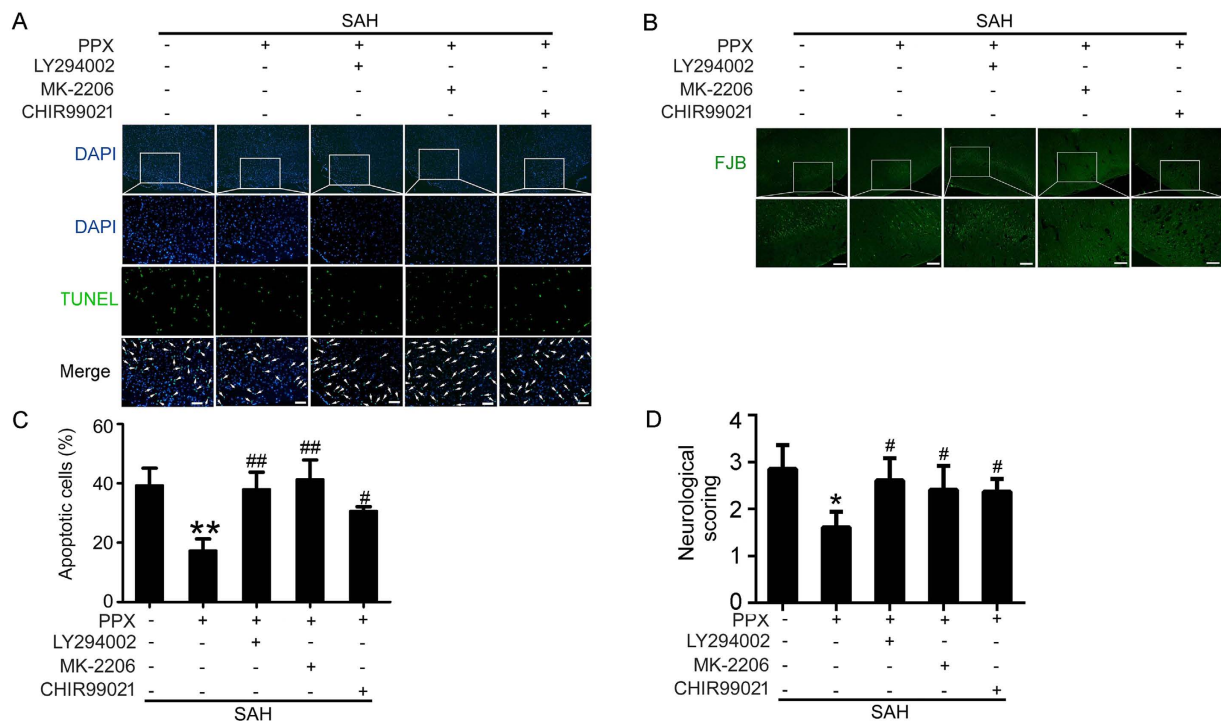 A
SAH
PPX - + + + +
LY294002 - - + - -
MK-2206 - - - + -
CHIR99021 - - - - +
DAPI
DAPI
TUNEL
Merge
B
SAH
PPX - + + + +
LY294002 - - + - -
MK-2206 - - - + -
CHIR99021 - - - - +
FJB
C
Apoptotic cells (%)
60
40
20
0
** ## ## #
PPX - + + + +
LY294002 - - + - -
MK-2206 - - - + -
CHIR99021 - - - - +
SAH
D
Neurological
scoring
4
3
2
1
0
* # # #
PPX - + + + +
LY294002 - - + - -
MK-2206 - - - + -
CHIR99021 - - - - +
SAH